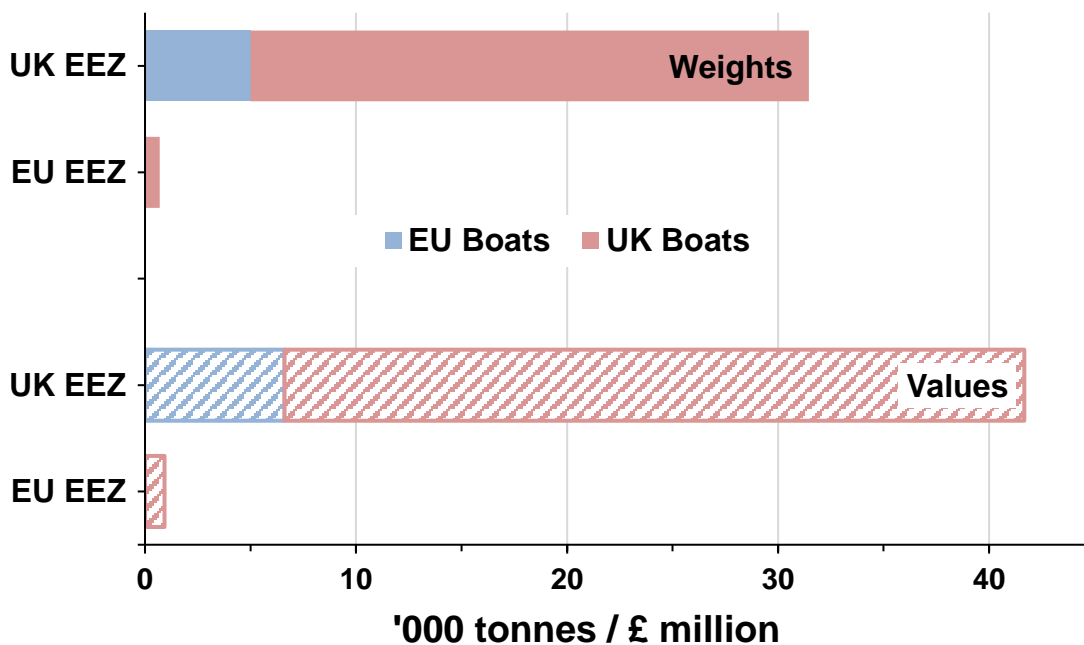 UK EEZ
Weights
EU EEZ
EU Boats
UK Boats
UK EEZ
Values
EU EEZ
0 10 20 30 40
'000 tonnes / £ million